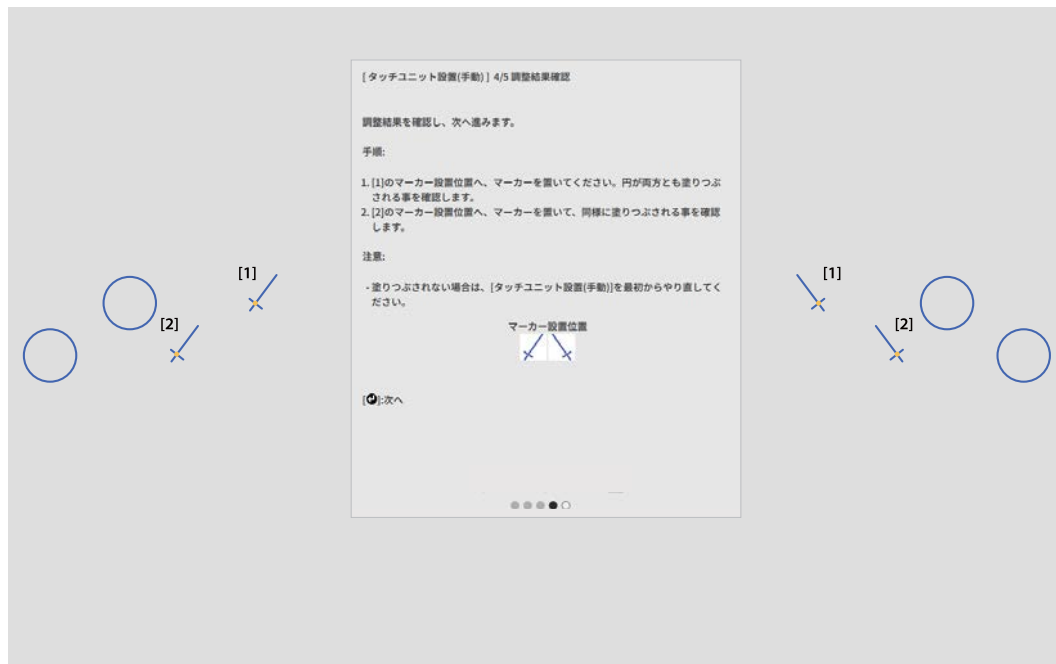 [ タッチユニット設置(手動) ] 4/5 調整結果確認
調整結果を確認し、次へ進みます。
手順:
1. [1]のマーカー設置位置へ、マーカーを置いてください。円が両方とも塗りつぶ
される事を確認します。
2. [2]のマーカー設置位置へ、マーカーを置いて、同様に塗りつぶされる事を確認
します。
注意:
- 塗りつぶされない場合は、[タッチユニット設置(手動)]を最初からやり直してく
ださい。
マーカー設置位置
[ ]:次へ
[1]
[2]
[1]
[2]